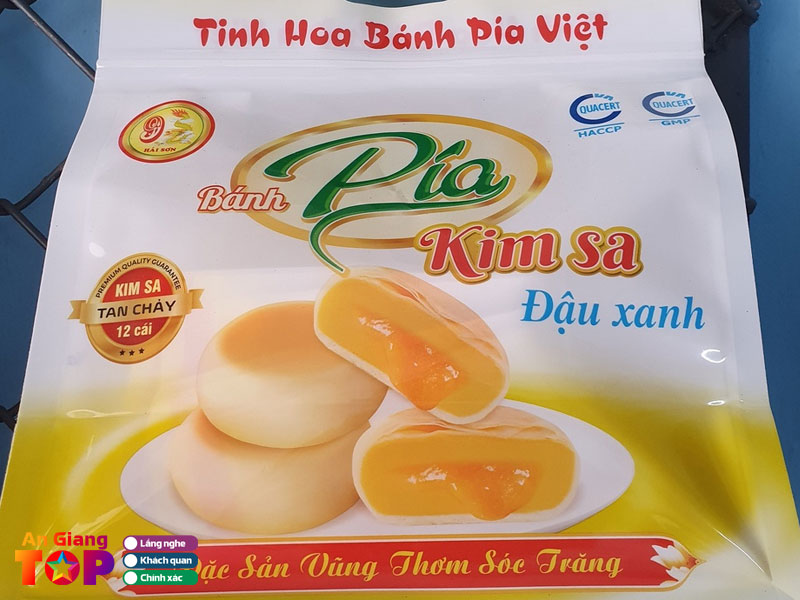 Tinh Hoa Bánh Pía Việt
HẢI SƠN
QUACERT
HACCP
QUACERT
GMP
Bánh Pía
Kim sa
Đậu xanh
PREMIUM QUALITY GUARANTEE
KIM SA
TAN CHẢY
12 cái
Đặc Sản Vũng Thơm Sóc Trăng
An Giang
TOP
Lắng nghe
Khách quan
Chính xác